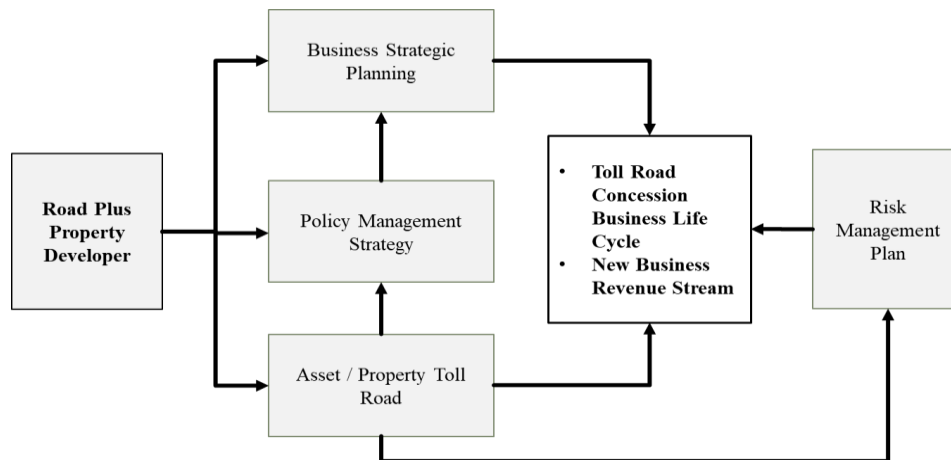 Business Strategic
Planning
Road Plus
Property
Developer
Policy Management
Strategy
Asset / Property Toll
Road
• Toll Road
Concession
Business Life
Cycle
• New Business
Revenue Stream
Risk
Management
Plan